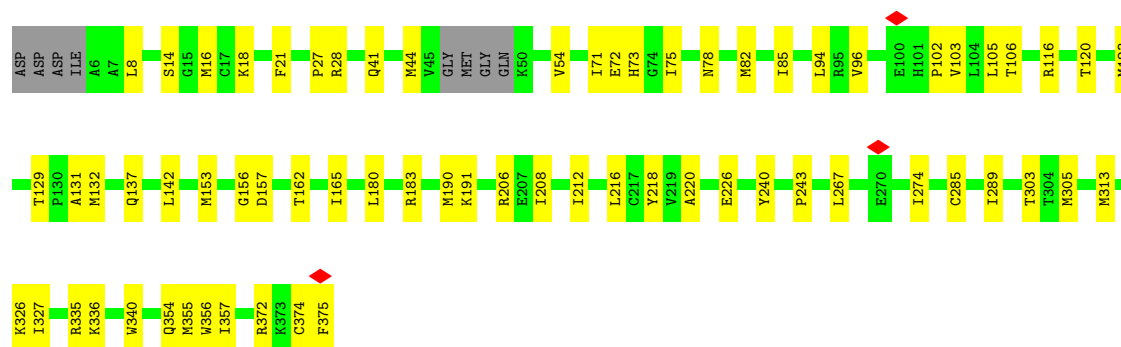 ASP ASP ASP ILE A6 A7 L8 S14 G15 M16 C17 K18 F21 P27 R28 Q41 M44 V45 GLY MET GLY GLN K50 V54 I71 E72 H73 G74 I75 N78 M82 I85 L94 R95 V96 E100 H101 P102 V103 L104 L105 T106 R116 T120
T129 P130 A131 M132 Q137 L142 M153 G156 D157 T162 I165 L180 R183 M190 K191 R206 E207 I208 I212 L216 C217 Y218 V219 A220 E226 Y240 P243 L267 E270 I274 C285 I289 T303 T304 M305 M313
K326 I327 R335 K336 W340 Q354 M355 W356 I357 R372 K373 C374 F375